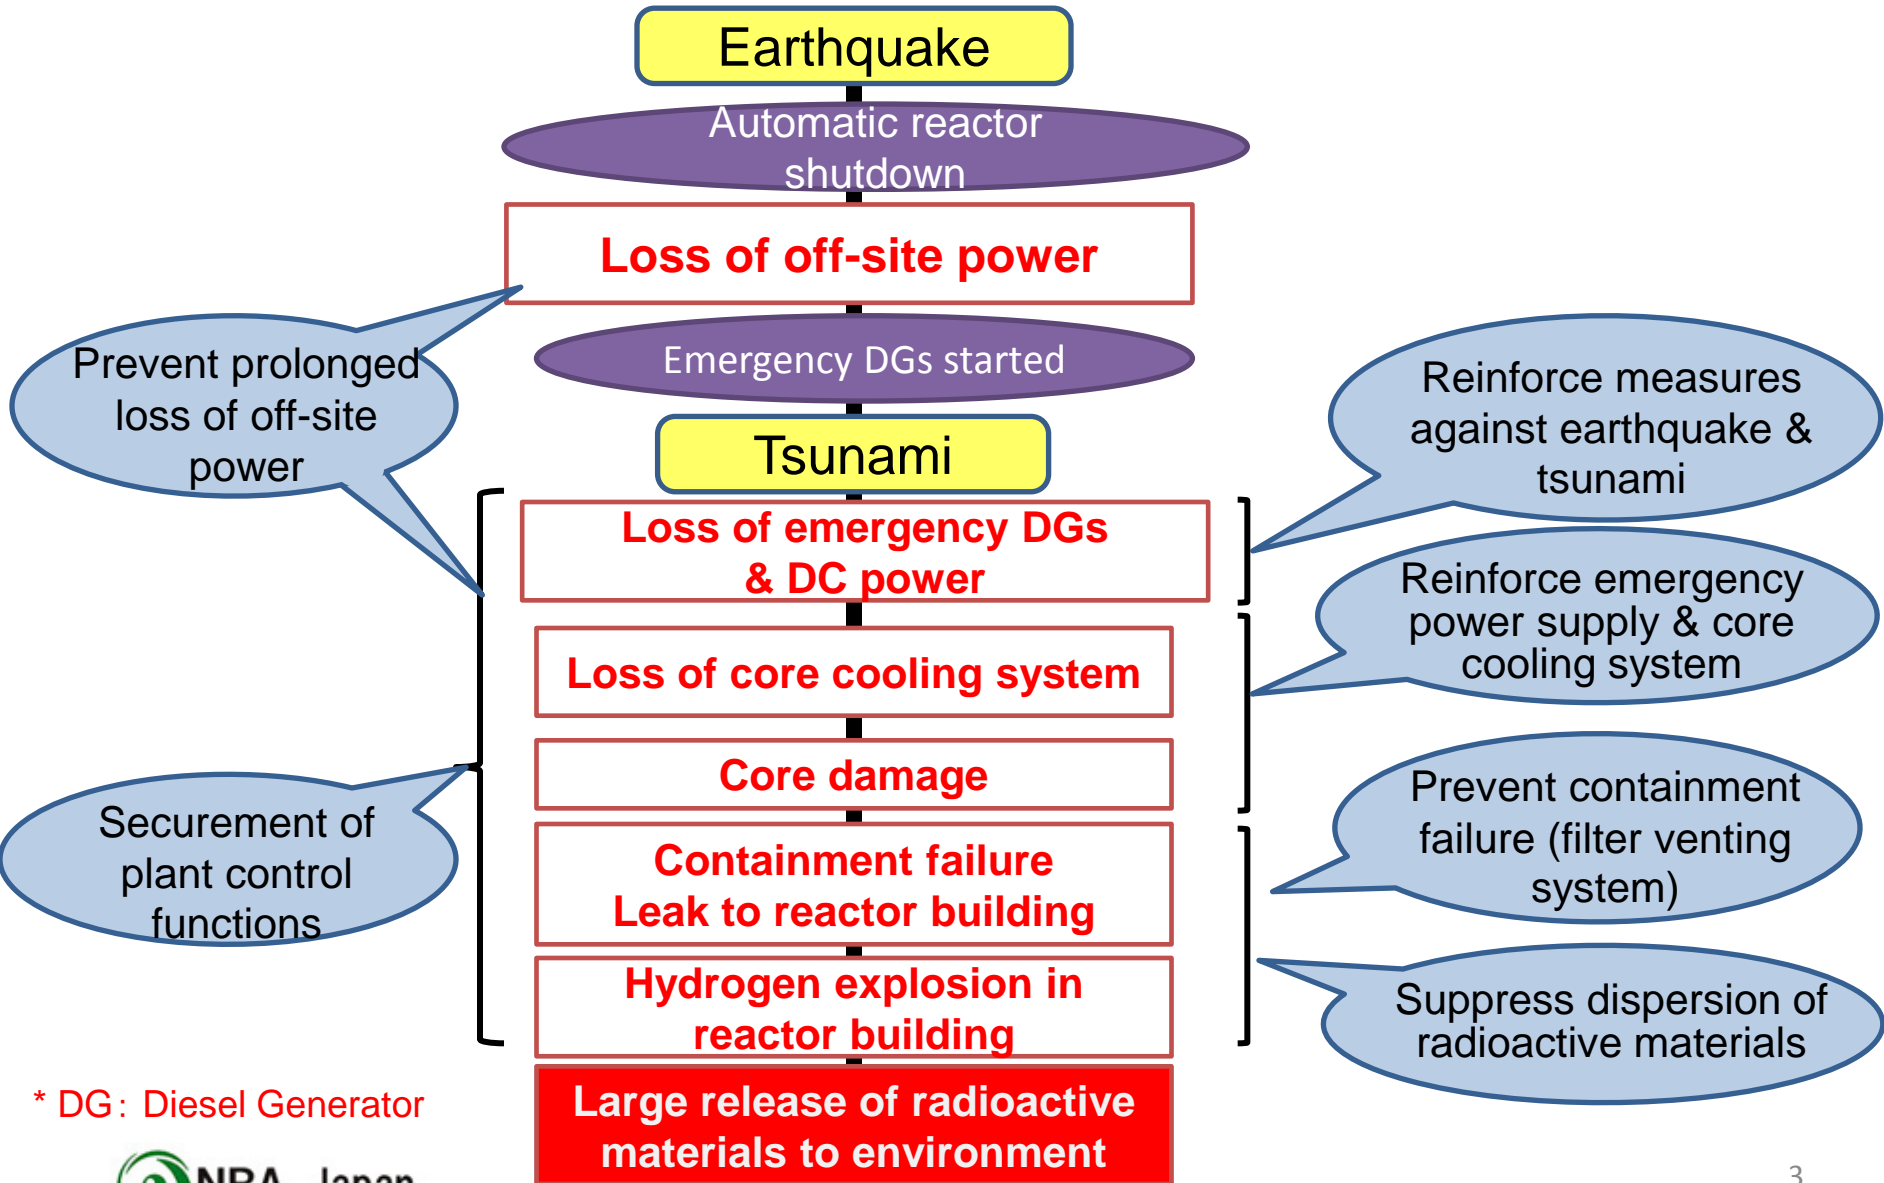 Earthquake
Automatic reactor
shutdown
Loss of off-site power
Emergency DGs started
Tsunami
Loss of emergency DGs
& DC power
Loss of core cooling system
Core damage
Containment failure
Leak to reactor building
Hydrogen explosion in
reactor building
Large release of radioactive
materials to environment
Prevent prolonged
loss of off-site
power
Securement of
plant control
functions
Reinforce measures
against earthquake &
tsunami
Reinforce emergency
power supply & core
cooling system
Prevent containment
failure (filter venting
system)
Suppress dispersion of
radioactive materials
* DG: Diesel Generator
NRA Japan
3